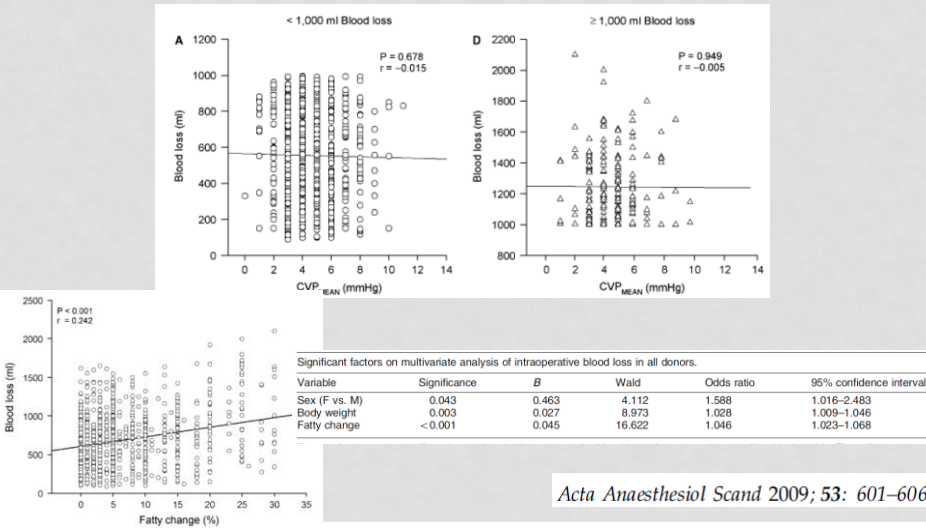 < 1,000 ml Blood loss
≥ 1,000 ml Blood loss
A
P = 0.678
r = −0.015
1200
1000
800
600
400
200
0
Blood loss (ml)
0 2 4 6 8 10 12 14
CVPMEAN (mmHg)
D
P = 0.949
r = −0.005
2200
2000
1800
1600
1400
1200
1000
800
Blood loss (ml)
0 2 4 6 8 10 12 14
CVPMEAN (mmHg)
P < 0.001
r = 0.242
2500
2000
1500
1000
500
0
Blood loss (ml)
0 5 10 15 20 25 30 35
Fatty change (%)
Significant factors on multivariate analysis of intraoperative blood loss in all donors.
Variable Significance B Wald Odds ratio 95% confidence interval
Sex (F vs. M) 0.043 0.463 4.112 1.588 1.016–2.483
Body weight 0.003 0.027 8.973 1.028 1.009–1.046
Fatty change <0.001 0.045 16.622 1.046 1.023–1.068
Acta Anaesthesiol Scand 2009; 53: 601–606